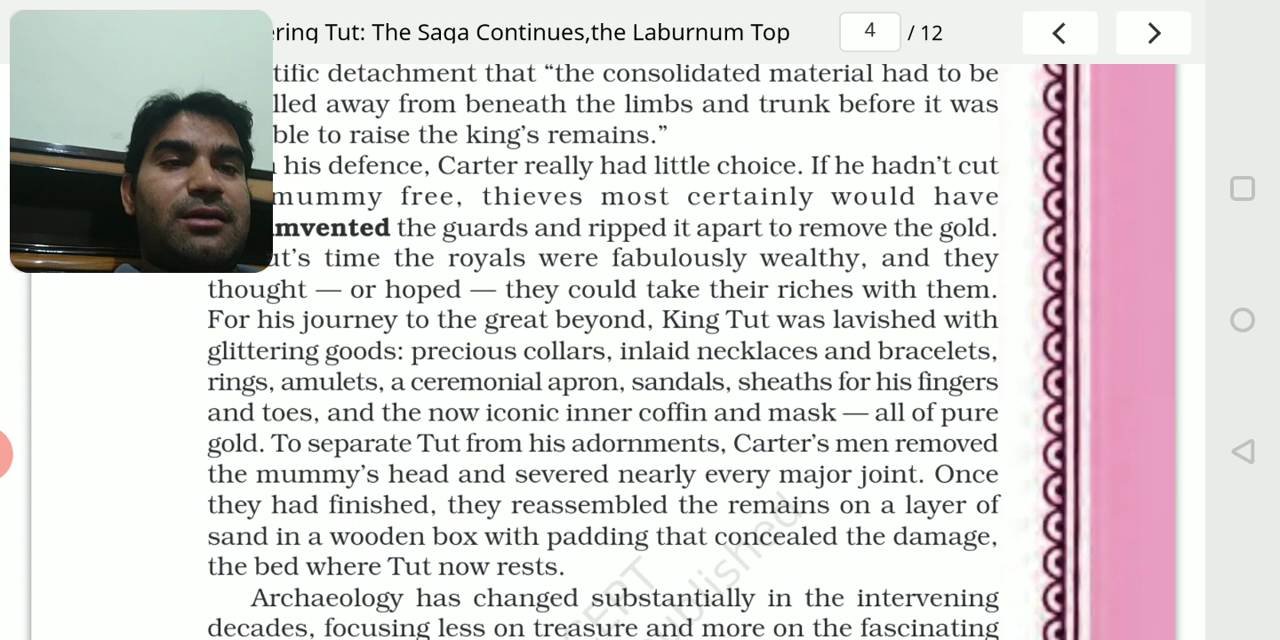 ering Tut: The Saga Continues,the Laburnum Top 4 / 12
tific detachment that “the consolidated material had to be
lled away from beneath the limbs and trunk before it was
ble to raise the king’s remains.”
his defence, Carter really had little choice. If he hadn’t cut
mummy free, thieves most certainly would have
mvented the guards and ripped it apart to remove the gold.
ut’s time the royals were fabulously wealthy, and they
thought — or hoped — they could take their riches with them.
For his journey to the great beyond, King Tut was lavished with
glittering goods: precious collars, inlaid necklaces and bracelets,
rings, amulets, a ceremonial apron, sandals, sheaths for his fingers
and toes, and the now iconic inner coffin and mask — all of pure
gold. To separate Tut from his adornments, Carter’s men removed
the mummy’s head and severed nearly every major joint. Once
they had finished, they reassembled the remains on a layer of
sand in a wooden box with padding that concealed the damage,
the bed where Tut now rests.
Archaeology has changed substantially in the intervening
decades, focusing less on treasure and more on the fascinating